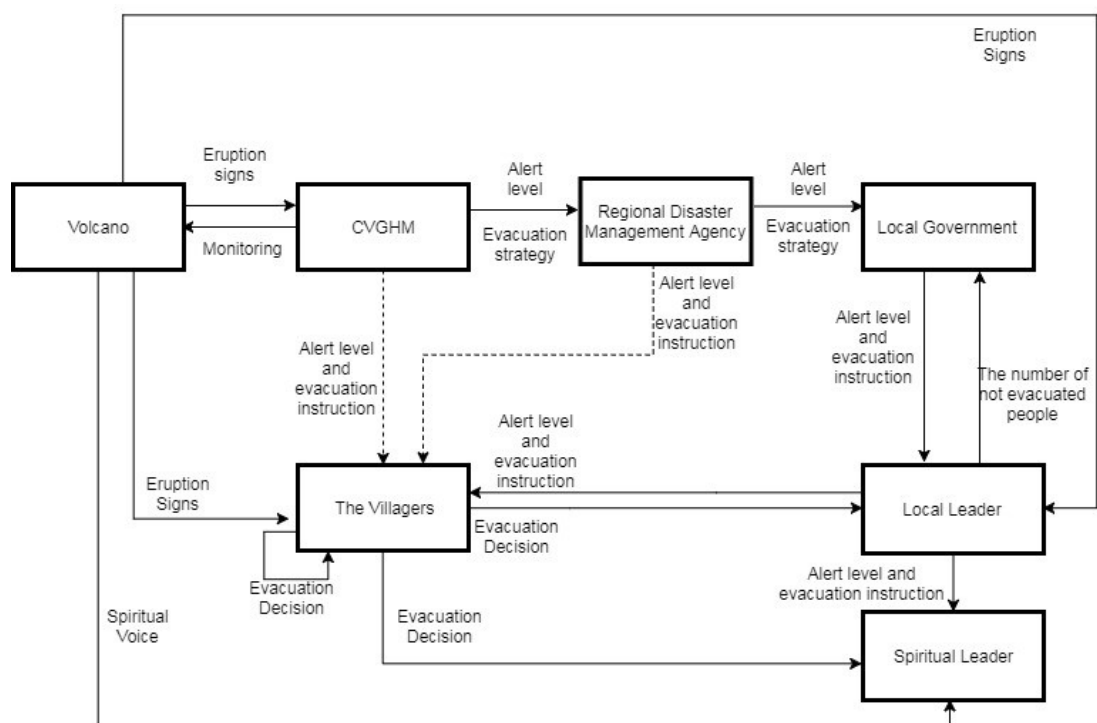 Eruption
Signs
Eruption
signs
Alert
level
Alert
level
Volcano
CVGHM
Regional Disaster
Management Agency
Local Government
Monitoring
Evacuation
strategy
Evacuation
strategy
Alert level
and
evacuation
instruction
Alert level
and
evacuation
instruction
Alert level
and
evacuation
instruction
The number of
not evacuated
people
Alert level
and
evacuation
instruction
Eruption
Signs
The Villagers
Local Leader
Evacuation
Decision
Evacuation
Decision
Alert level and
evacuation instruction
Spiritual
Voice
Evacuation
Decision
Spiritual Leader